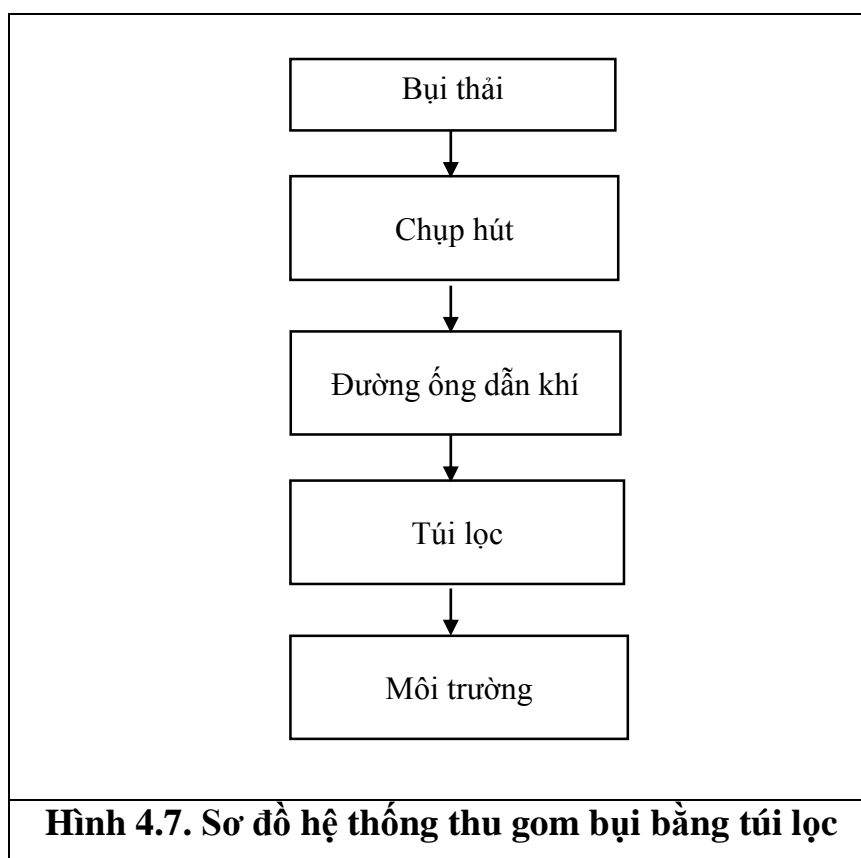 Bụi thải
Chụp hút
Đường ống dẫn khí
Túi lọc
Môi trường
Hình 4.7. Sơ đồ hệ thống thu gom bụi bằng túi lọc